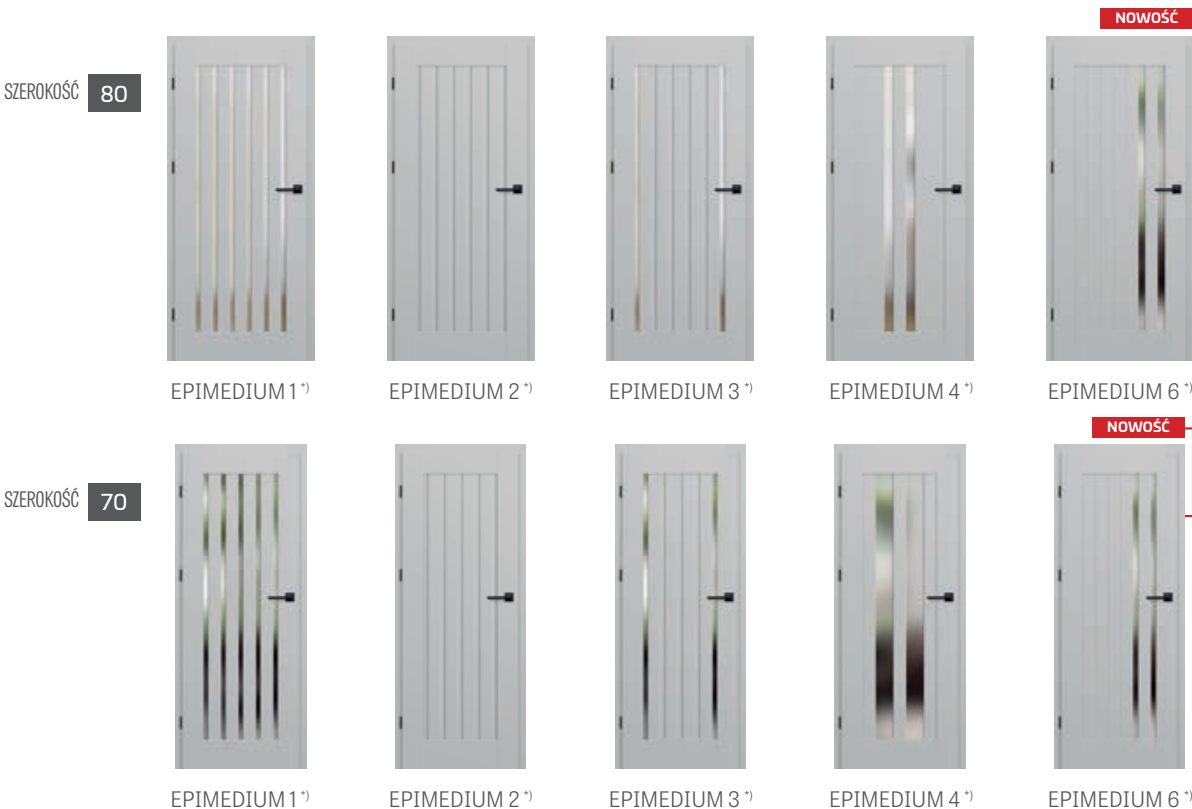 NOWOŚĆ
SZEROKOŚĆ 80
EPIMEDIUM 1 *)
EPIMEDIUM 2 *)
EPIMEDIUM 3 *)
EPIMEDIUM 4 *)
EPIMEDIUM 6 *)
NOWOŚĆ
SZEROKOŚĆ 70
EPIMEDIUM 1 *)
EPIMEDIUM 2 *)
EPIMEDIUM 3 *)
EPIMEDIUM 4 *)
EPIMEDIUM 6 *)